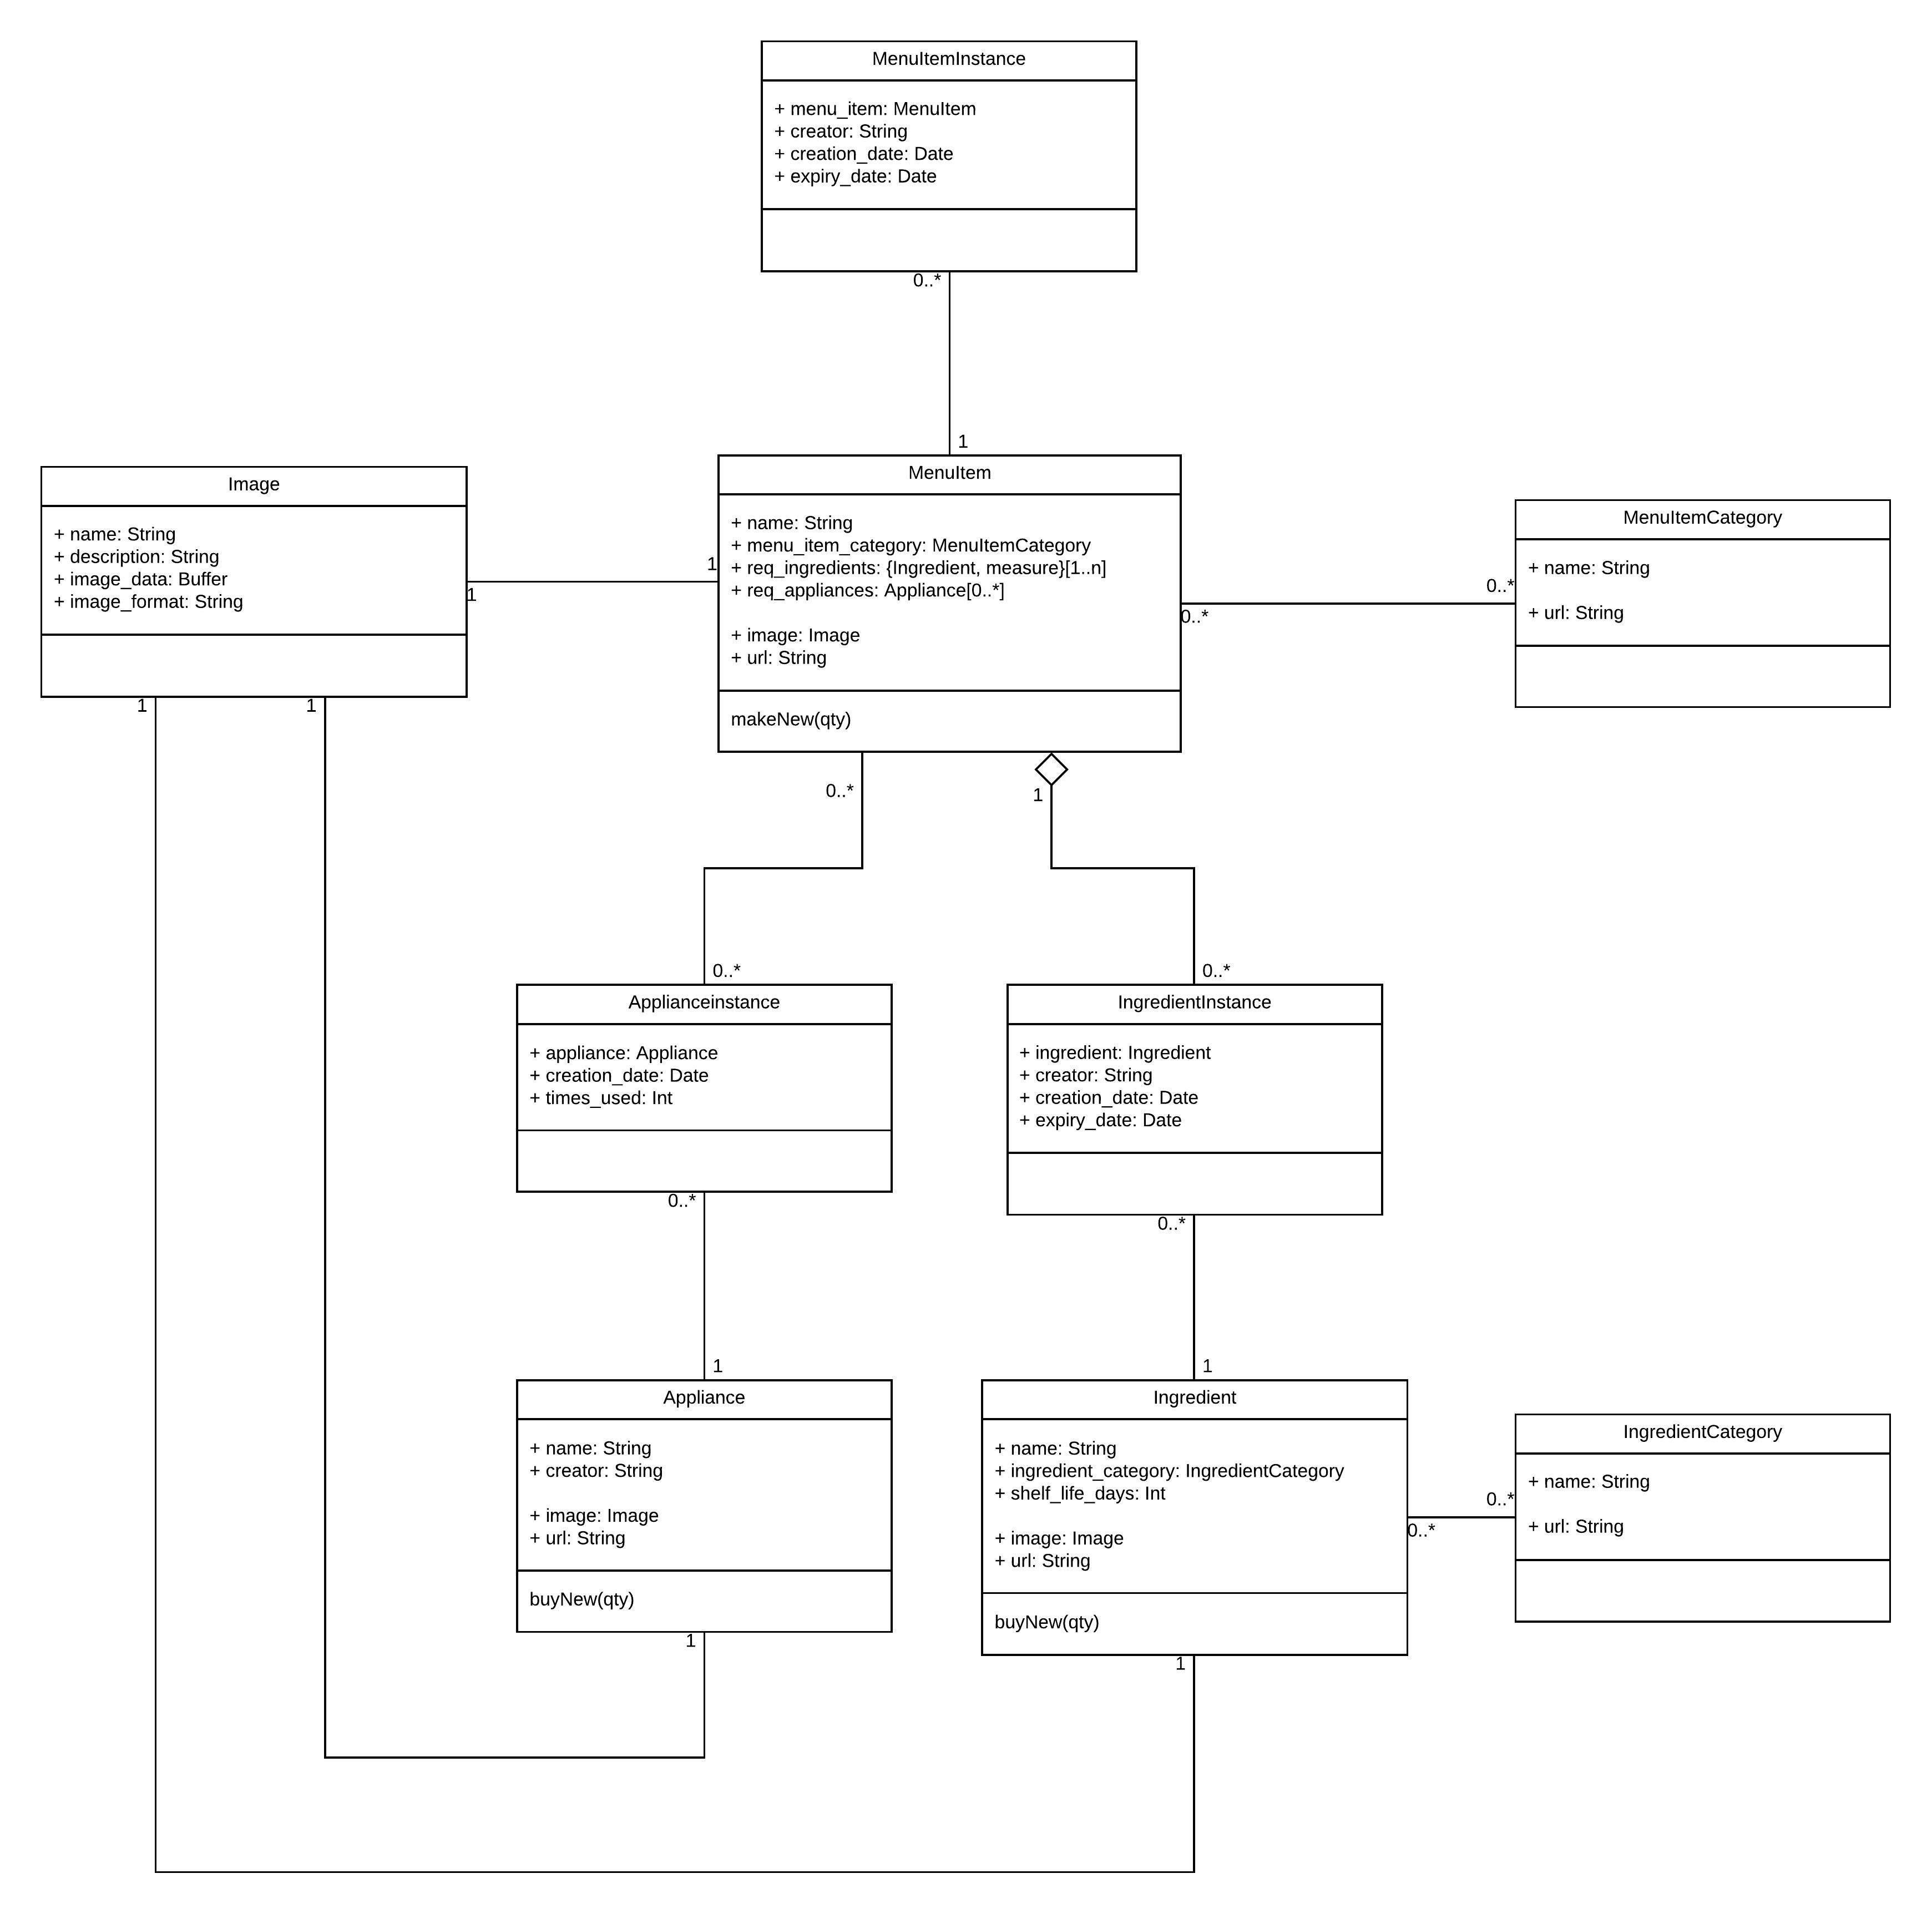 MenuItemInstance
+ menu_item: MenuItem
+ creator: String
+ creation_date: Date
+ expiry_date: Date
0..*
1
Image
+ name: String
+ description: String
+ image_data: Buffer
+ image_format: String
1
1
1
1
MenuItem
+ name: String
+ menu_item_category: MenuItemCategory
+ req_ingredients: {Ingredient, measure}[1..n]
+ req_appliances: Appliance[0..*]
+ image: Image
+ url: String
makeNew(qty)
0..*
0..*
MenuItemCategory
+ name: String
+ url: String
0..*
1
0..*
0..*
Applianceinstance
+ appliance: Appliance
+ creation_date: Date
+ times_used: Int
0..*
1
IngredientInstance
+ ingredient: Ingredient
+ creator: String
+ creation_date: Date
+ expiry_date: Date
0..*
1
Appliance
+ name: String
+ creator: String
+ image: Image
+ url: String
buyNew(qty)
1
Ingredient
+ name: String
+ ingredient_category: IngredientCategory
+ shelf_life_days: Int
+ image: Image
+ url: String
buyNew(qty)
1
0..*
0..*
IngredientCategory
+ name: String
+ url: String